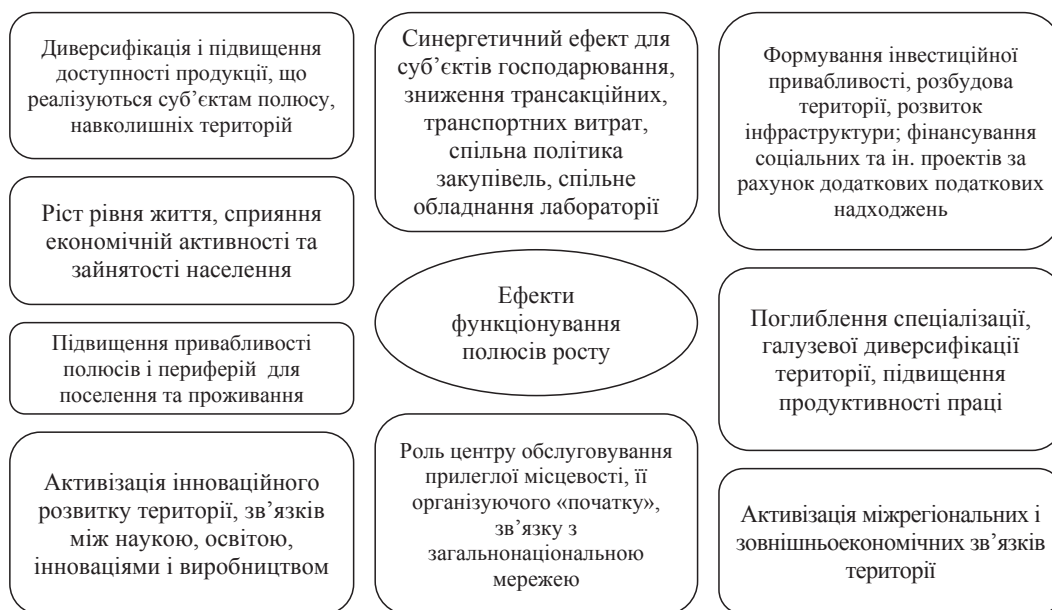 Диверсифікація і підвищення
доступності продукції, що
реалізуються суб’єктам полюсу,
навколишніх територій
Ріст рівня життя, сприяння
економічній активності та
зайнятості населення
Підвищення привабливості
полюсів і периферій для
поселення та проживання
Активізація інноваційного
розвитку території, зв’язків
між наукою, освітою,
інноваціями і виробництвом
Синергетичний ефект для
суб’єктів господарювання,
зниження трансакційних,
транспортних витрат,
спільна політика
закупівель, спільне
обладнання лабораторії
Ефекти
функціонування
полюсів росту
Роль центру обслуговування
прилеглої місцевості, її
організуючого «початку»,
зв’язку з
загальнонаціональною
мережею
Формування інвестиційної
привабливості, розбудова
території, розвиток
інфраструктури; фінансування
соціальних та ін. проектів за
рахунок додаткових податкових
надходжень
Поглиблення спеціалізації,
галузевої диверсифікації
території, підвищення
продуктивності праці
Активізація міжрегіональних і
зовнішньоекономічних зв’язків
території